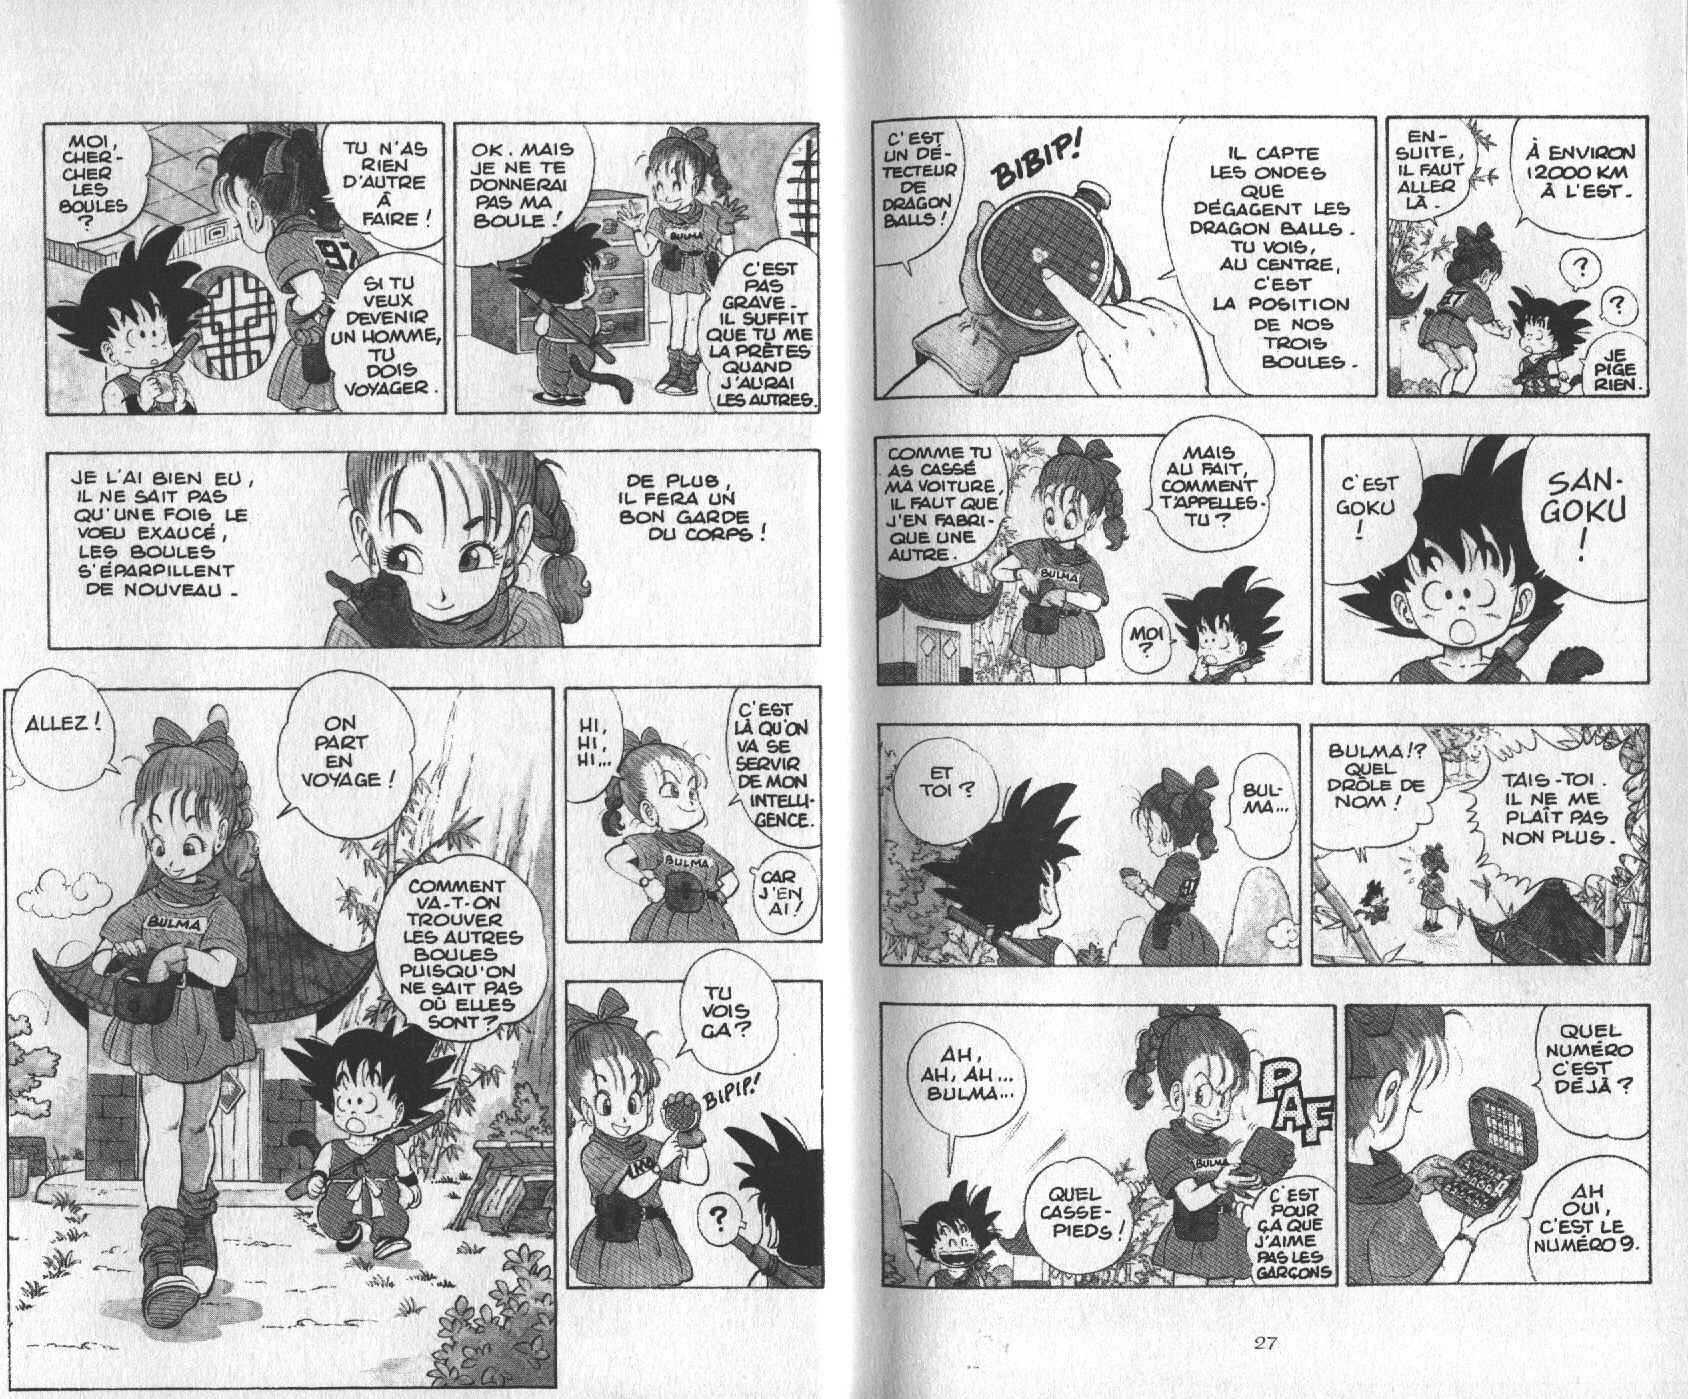 MOI,
CHER-
CHER
LES
BOULES
?
TU N'AS
RIEN
D'AUTRE
À
FAIRE !
97
SI TU
VEUX
DEVENIR
UN HOMME,
TU
DOIS
VOYAGER.
OK. MAIS
JE NE TE
DONNERAI
PAS MA
BOULE !
BULMA
C'EST
PAS
GRAVE.
IL SUFFIT
QUE TU ME
LA PRÊTES
QUAND
J'AURAI
LES AUTRES.
JE L'AI BIEN EU,
IL NE SAIT PAS
QU'UNE FOIS LE
VOEU EXAUCÉ,
LES BOULES
S'ÉPARPILLENT
DE NOUVEAU.
DE PLUS,
IL FERA UN
BON GARDE
DU CORPS !
ALLEZ !
ON
PART
EN
VOYAGE !
BULMA
COMMENT
VA-T-ON
TROUVER
LES AUTRES
BOULES
PUISQU'ON
NE SAIT PAS
OÙ ELLES
SONT ?
HI,
HI,
HI...
C'EST
LÀ QU'ON
VA SE
SERVIR
DE MON
INTELLI-
GENCE.
BULMA
CAR
J'EN
AI !
TU
VOIS
ÇA ?
BIPIP!
?
C'EST
UN DÉ-
TECTEUR
DE
DRAGON
BALLS !
BIBIP!
IL CAPTE
LES ONDES
QUE
DÉGAGENT LES
DRAGON BALLS.
TU VOIS,
AU CENTRE,
C'EST
LA POSITION
DE NOS
TROIS
BOULES.
EN-
SUITE,
IL FAUT
ALLER
LÀ.
À ENVIRON
12000 KM
À L'EST.
97
?
?
JE
PIGE
RIEN.
COMME TU
AS CASSÉ
MA VOITURE,
IL FAUT QUE
J'EN FABRI-
QUE UNE
AUTRE.
BULMA
MAIS
AU FAIT,
COMMENT
T'APPELLES-
TU ?
MOI
?
C'EST
GOKU
!
SAN-
GOKU
!
ET
TOI ?
97
BUL-
MA...
BULMA !?
QUEL
DRÔLE DE
NOM !
TAIS-TOI.
IL NE ME
PLAÎT PAS
NON PLUS.
AH,
AH, AH...
BULMA...
QUEL
CASSE-
PIEDS !
BULMA
PAF
C'EST
POUR
ÇA QUE
J'AIME
PAS LES
GARÇONS
QUEL
NUMÉRO
C'EST
DÉJÀ ?
AH
OUI,
C'EST LE
NUMÉRO 9.
27